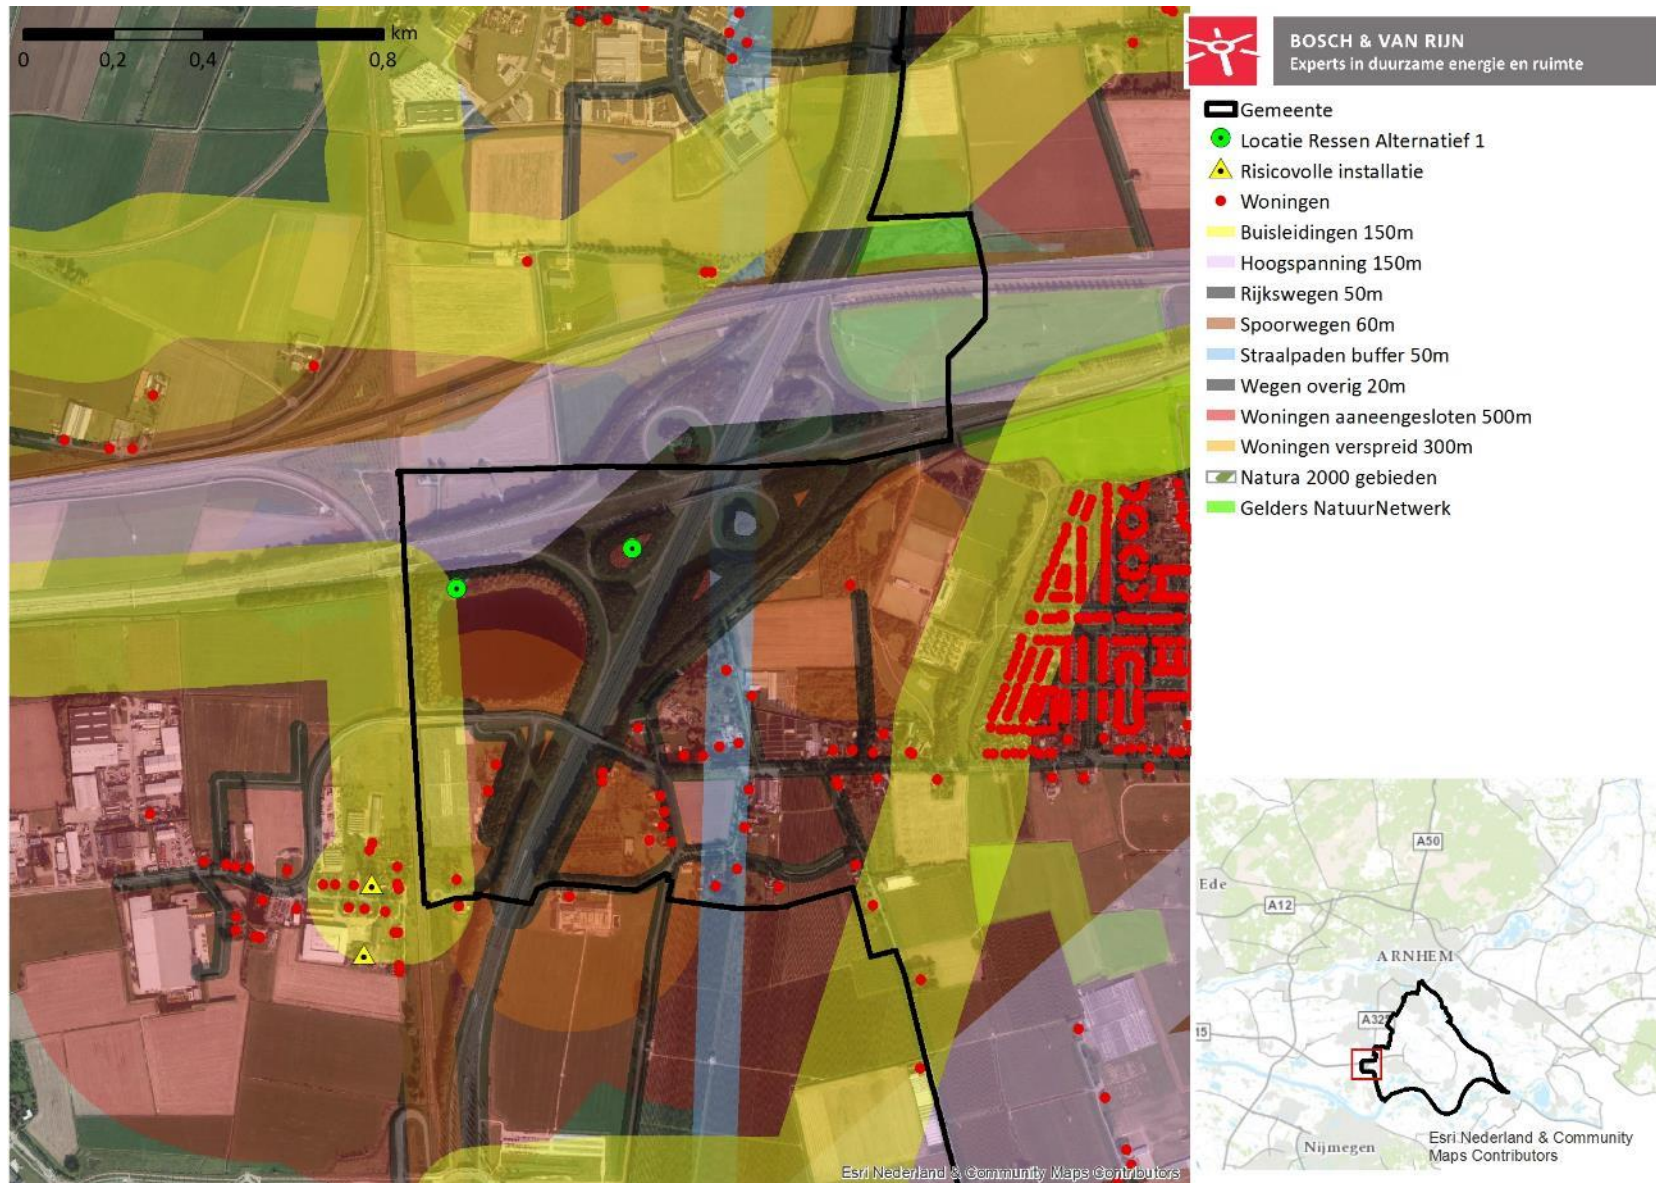 km
0 0,2 0,4 0,8
BOSCH & VAN RIJN
Experts in duurzame energie en ruimte
Gemeente
Locatie Ressen Alternatief 1
Risicovolle installatie
Woningen
Buisleidingen 150m
Hoogspanning 150m
Rijkswegen 50m
Spoorwegen 60m
Straalpaden buffer 50m
Wegen overig 20m
Woningen aaneengesloten 500m
Woningen verspreid 300m
Natura 2000 gebieden
Gelders NatuurNetwerk
A50
Ede
A12
ARNHEM
A325
15
Nijmegen
Esri Nederland & Community
Maps Contributors
Esri Nederland & Community Maps Contributors